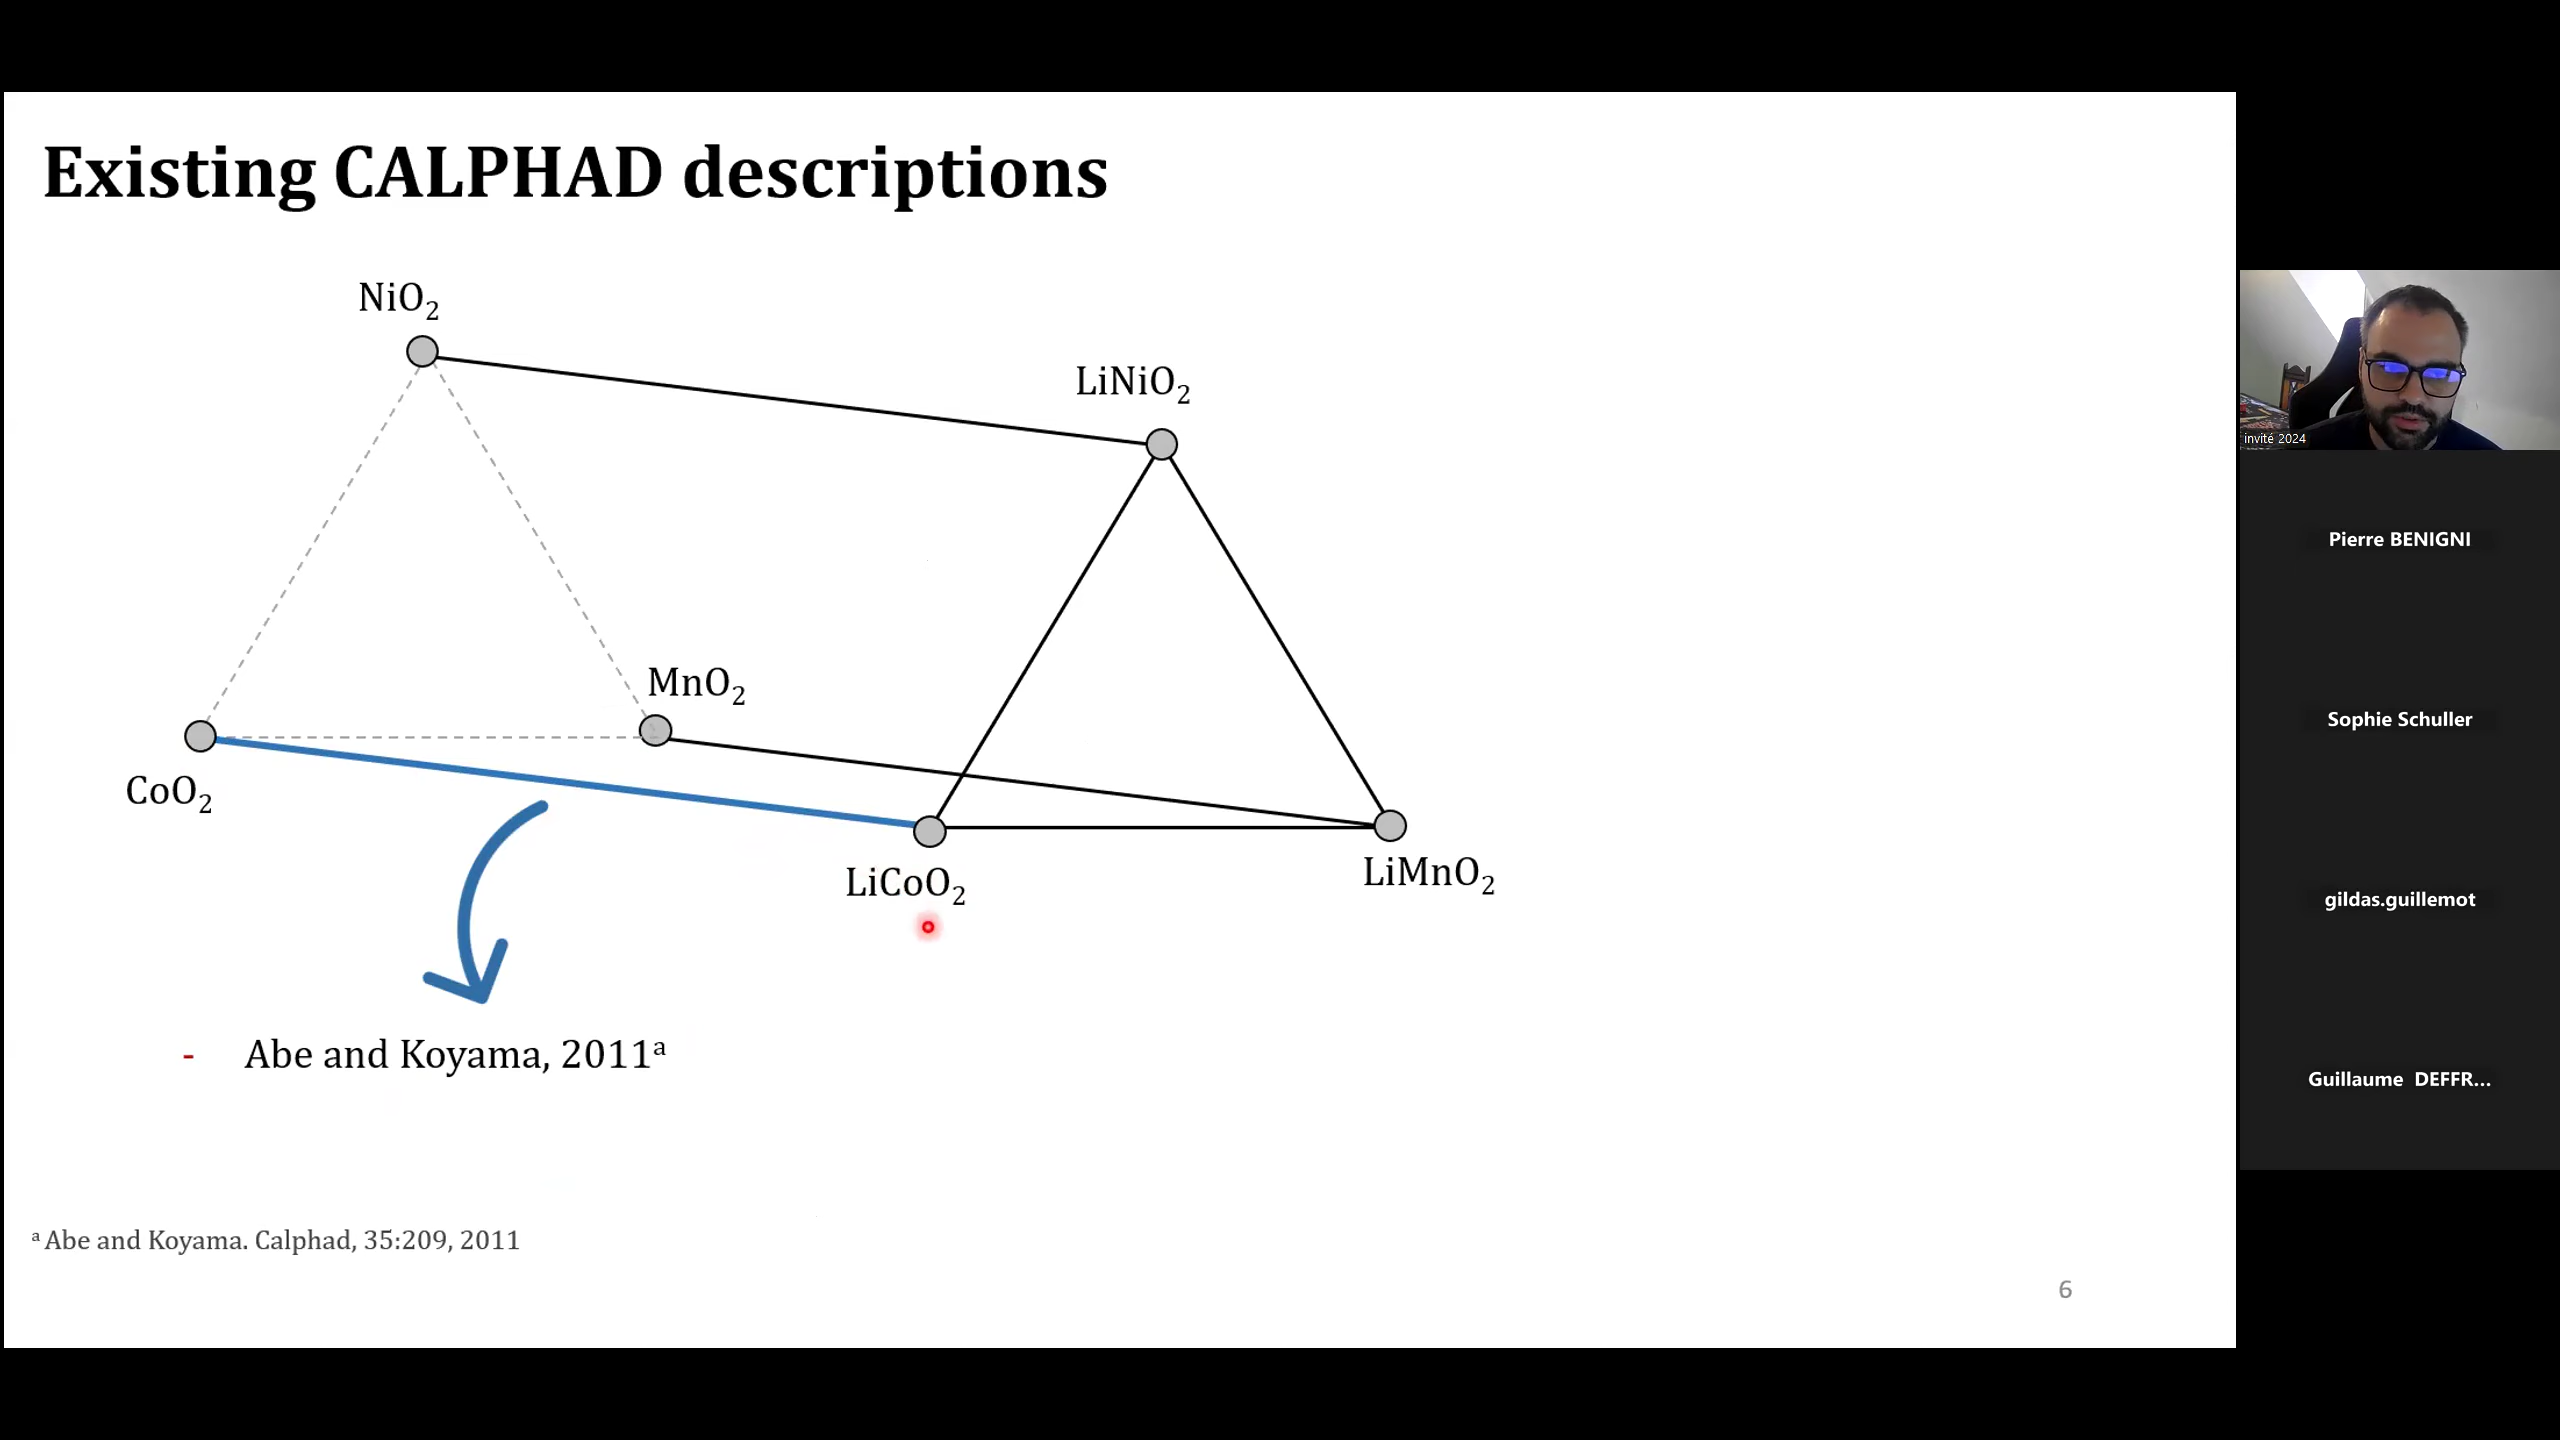 Existing CALPHAD descriptions
NiO₂
LiNiO₂
MnO₂
CoO₂
LiCoO₂
LiMnO₂
- Abe and Koyama, 2011ᵃ
ᵃ Abe and Koyama. Calphad, 35:209, 2011
6
invité 2024
Pierre BENIGNI
Sophie Schuller
gildas.guillemot
Guillaume DEFFR...